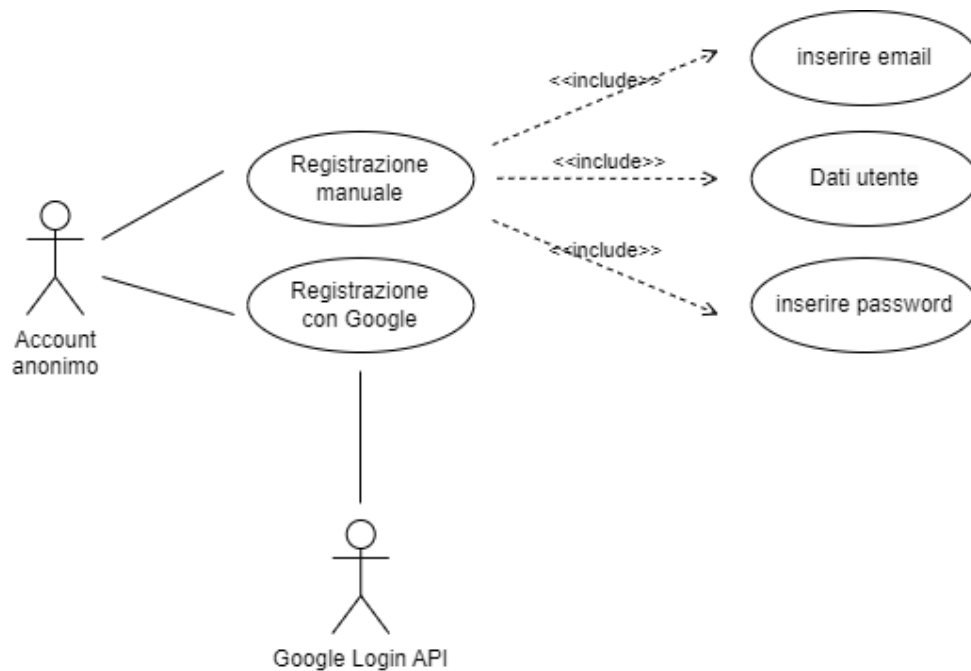 inserire email
<<include>>
Registrazione
manuale
<<include>>
Dati utente
<<include>>
Registrazione
con Google
inserire password
Account
anonimo
Google Login API